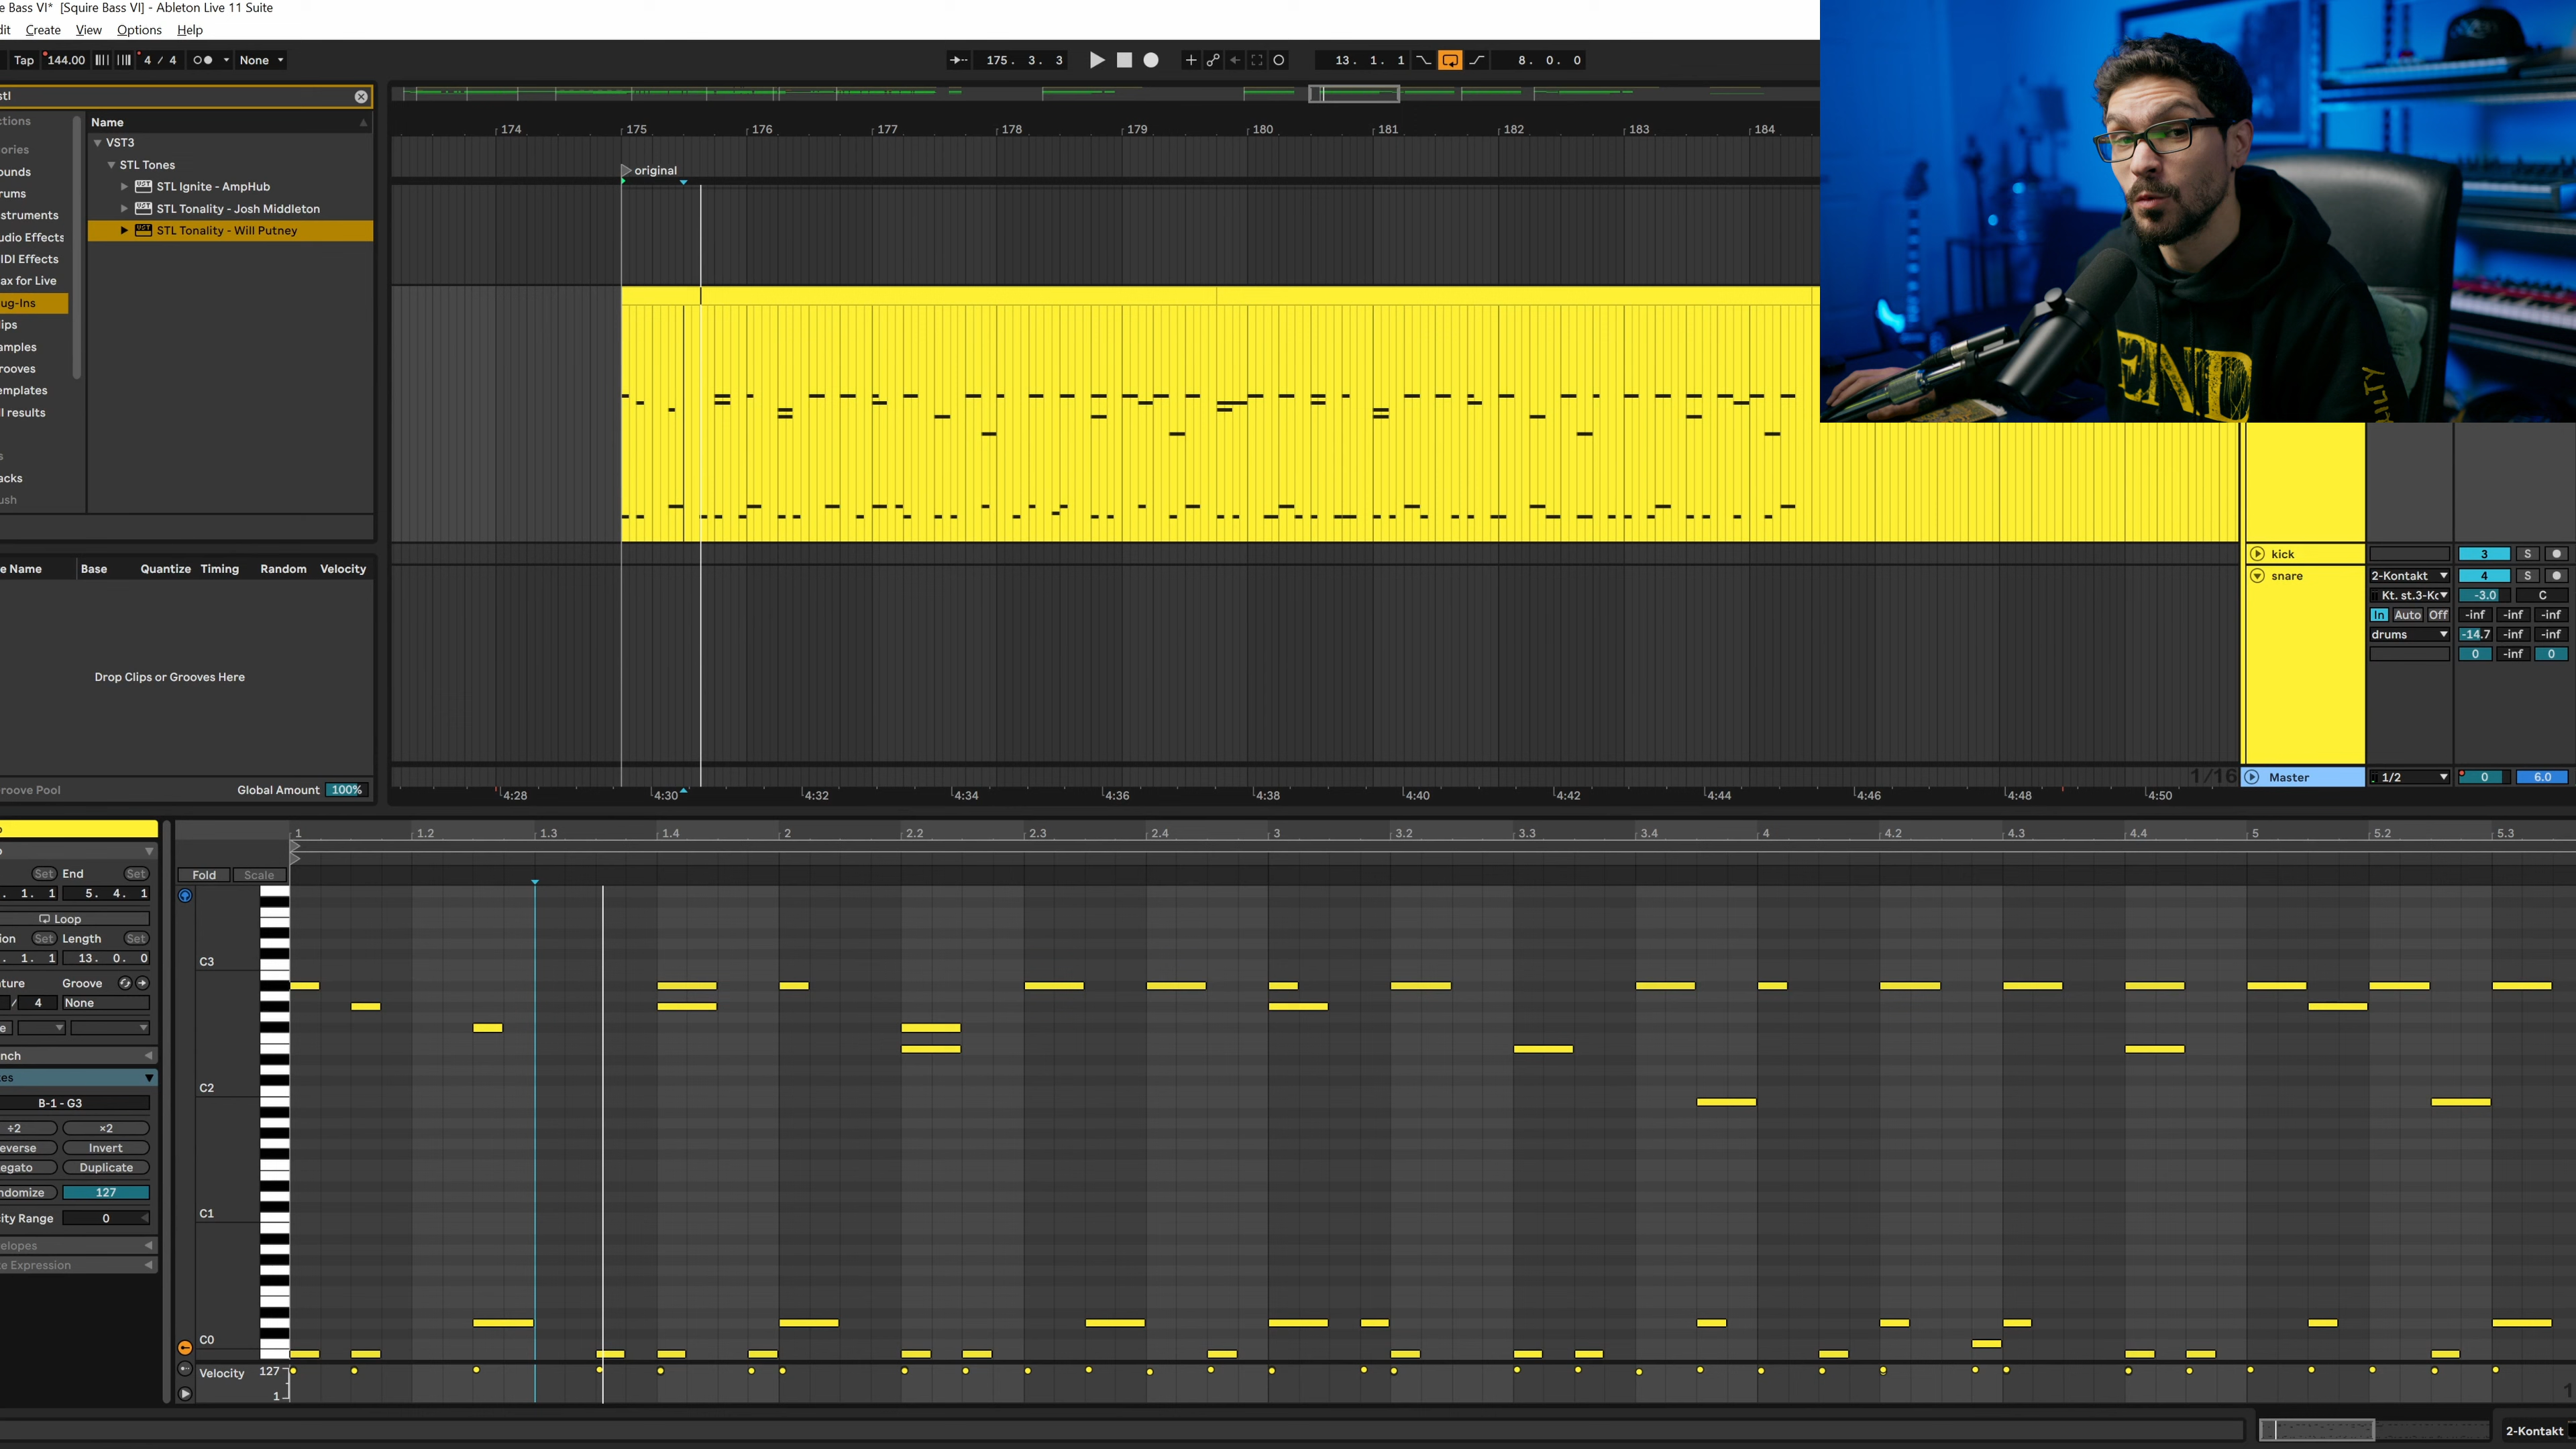 e Bass VI* [Squire Bass VI] - Ableton Live 11 Suite
dit Create View Options Help
Tap 144.00 4 / 4 None 175. 3. 3 13. 1. 1 8. 0. 0
stl
ctions Name
VST3
ories
STL Tones
ounds
STL Ignite - AmpHub
rums
STL Tonality - Josh Middleton
struments
STL Tonality - Will Putney
udio Effects
IDI Effects
ax for Live
ug-Ins
ips
amples
rooves
emplates
ll results
s
acks
ush
174 175 176 177 178 179 180 181 182 183 184
original
END
ILITY
kick 3 S
snare 2-Kontakt 4 S
Kt. st.3-Kc -3.0 C
In Auto Off -inf -inf -inf
drums -14.7 -inf -inf
0 -inf 0
1/16 Master 1/2 0 6.0
e Name Base Quantize Timing Random Velocity
Drop Clips or Grooves Here
roove Pool Global Amount 100%
4:28 4:30 4:32 4:34 4:36 4:38 4:40 4:42 4:44 4:46 4:48 4:50
1 1.2 1.3 1.4 2 2.2 2.3 2.4 3 3.2 3.3 3.4 4 4.2 4.3 4.4 5 5.2 5.3
Set End Set
. 1. 1 5. 4. 1
Loop
ion Set Length Set
. 1. 1 13. 0. 0
ture Groove
/ 4 None
e
nch
es
B-1 - G3
÷2 ×2
everse Invert
egato Duplicate
ndomize 127
city Range 0
elopes
te Expression
Fold Scale
C3
C2
C1
C0
Velocity 127
1
1
2-Kontakt